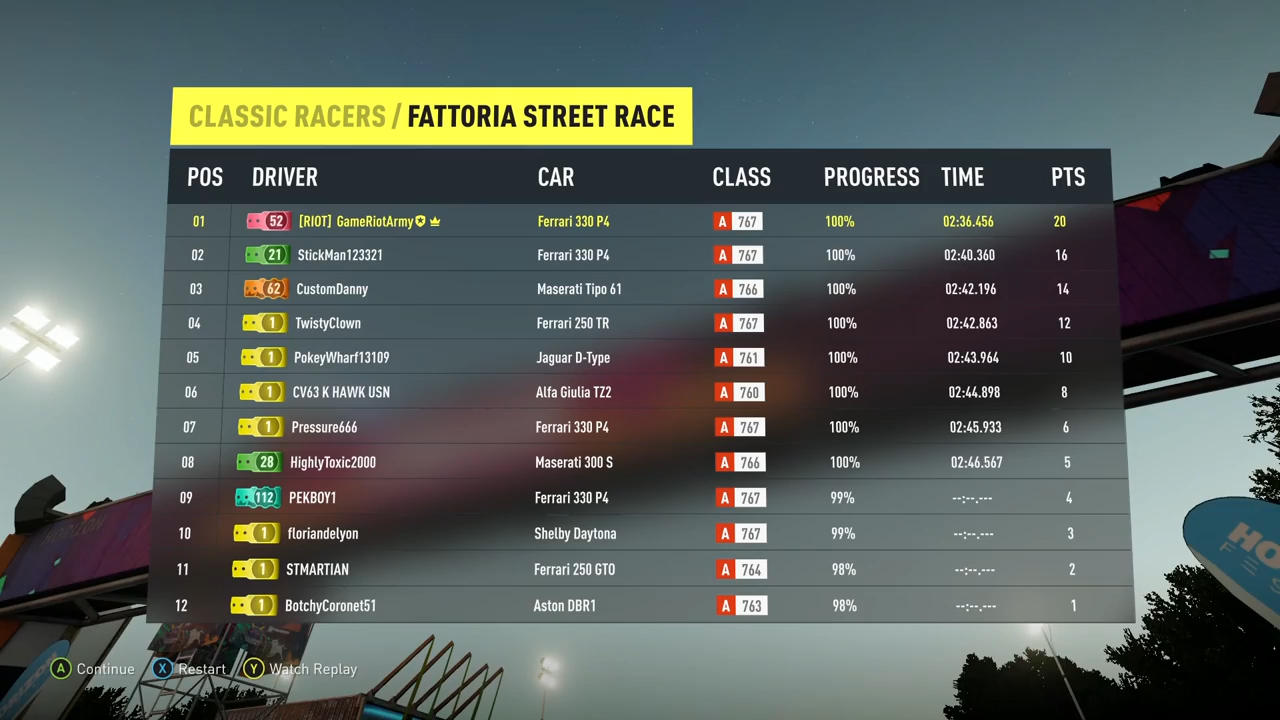 CLASSIC RACERS / FATTORIA STREET RACE
POS DRIVER CAR CLASS PROGRESS TIME PTS
01 52 [RIOT] GameRiotArmy Ferrari 330 P4 A 767 100% 02:36.456 20
02 21 StickMan123321 Ferrari 330 P4 A 767 100% 02:40.360 16
03 62 CustomDanny Maserati Tipo 61 A 766 100% 02:42.196 14
04 1 TwistyClown Ferrari 250 TR A 767 100% 02:42.863 12
05 1 PokeyWharf13109 Jaguar D-Type A 761 100% 02:43.964 10
06 1 CV63 K HAWK USN Alfa Giulia TZ2 A 760 100% 02:44.898 8
07 1 Pressure666 Ferrari 330 P4 A 767 100% 02:45.933 6
08 28 HighlyToxic2000 Maserati 300 S A 766 100% 02:46.567 5
09 112 PEKBOY1 Ferrari 330 P4 A 767 99% --:--.--- 4
10 1 floriandelyon Shelby Daytona A 767 99% --:--.--- 3
11 1 STMARTIAN Ferrari 250 GTO A 764 98% --:--.--- 2
12 1 BotchyCoronet51 Aston DBR1 A 763 98% --:--.--- 1
HO
FES
A Continue X Restart Y Watch Replay